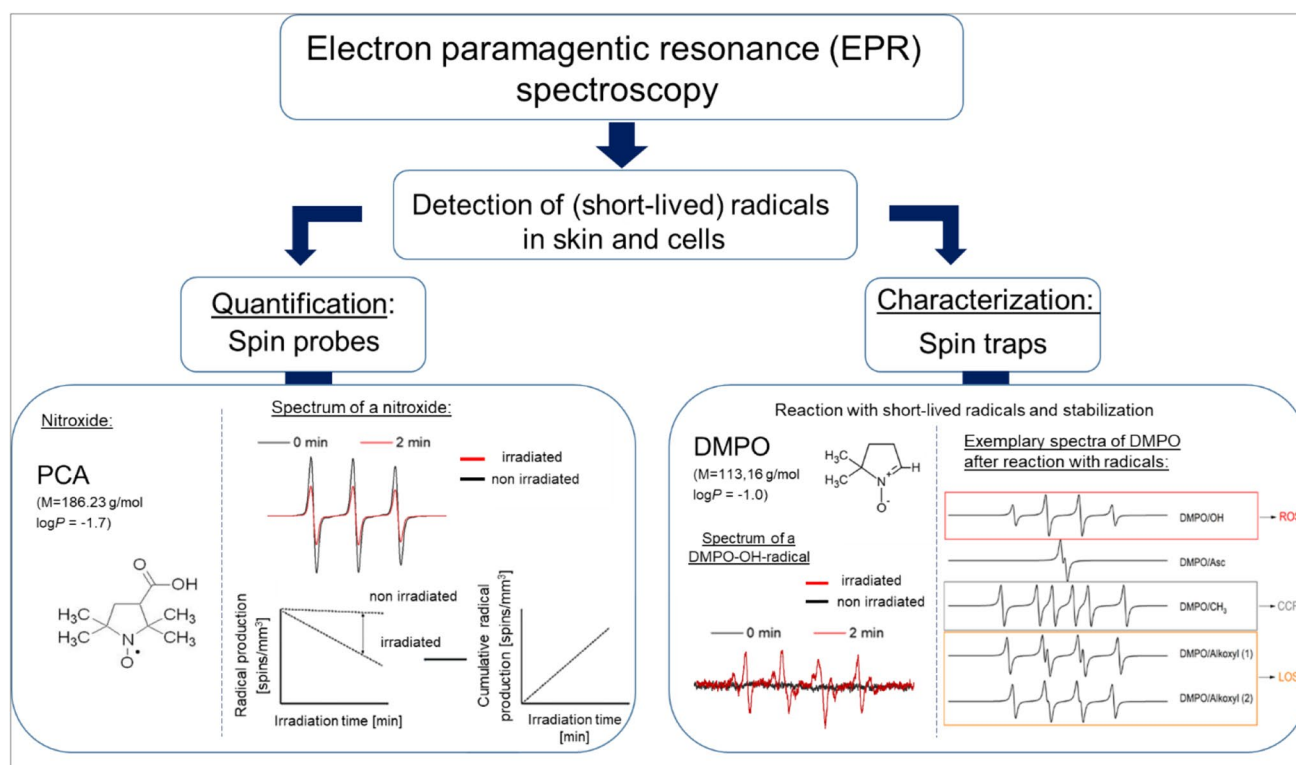 Electron paramagentic resonance (EPR)
spectroscopy
Detection of (short-lived) radicals
in skin and cells
Quantification:
Spin probes
Characterization:
Spin traps
Nitroxide:
PCA
(M=186.23 g/mol
logP = -1.7)
O
OH
H₃C
CH₃
H₃C
N
CH₃
O•
Spectrum of a nitroxide:
0 min
2 min
irradiated
non irradiated
Radical production
[spins/mm³]
non irradiated
irradiated
Irradiation time [min]
Cumulative radical
production [spins/mm³]
Irradiation time
[min]
Reaction with short-lived radicals and stabilization
DMPO
(M=113,16 g/mol
logP = -1.0)
H₃C
H₃C
N⁺
H
O⁻
Spectrum of a
DMPO-OH-radical
irradiated
non irradiated
0 min
2 min
Exemplary spectra of DMPO
after reaction with radicals:
DMPO/OH
ROS
DMPO/Asc
DMPO/CH₃
DMPO/Alkoxyl (1)
LOS
DMPO/Alkoxyl (2)